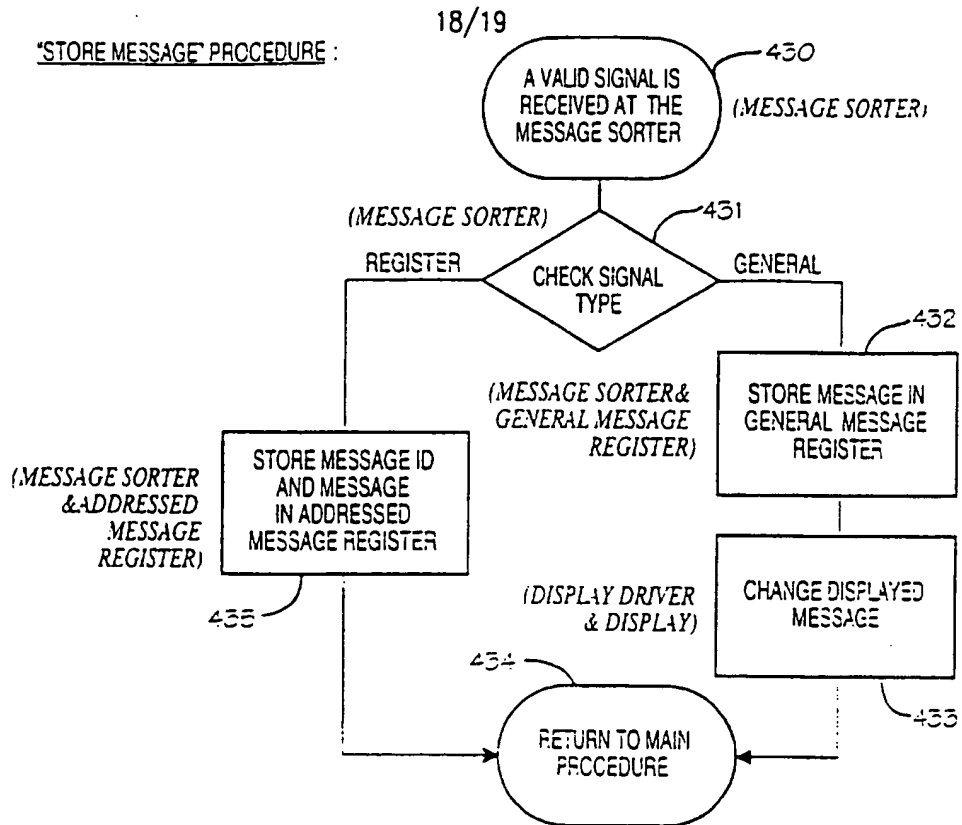 18/19
"STORE MESSAGE" PROCEDURE :
430
A VALID SIGNAL IS
RECEIVED AT THE
MESSAGE SORTER
(MESSAGE SORTER)
(MESSAGE SORTER)
431
REGISTER
CHECK SIGNAL
TYPE
GENERAL
432
(MESSAGE SORTER &
GENERAL MESSAGE
REGISTER)
STORE MESSAGE IN
GENERAL MESSAGE
REGISTER
(MESSAGE SORTER
& ADDRESSED
MESSAGE
REGISTER)
STORE MESSAGE ID
AND MESSAGE
IN ADDRESSED
MESSAGE REGISTER
435
(DISPLAY DRIVER
& DISPLAY)
CHANGE DISPLAYED
MESSAGE
433
434
RETURN TO MAIN
PROCEDURE